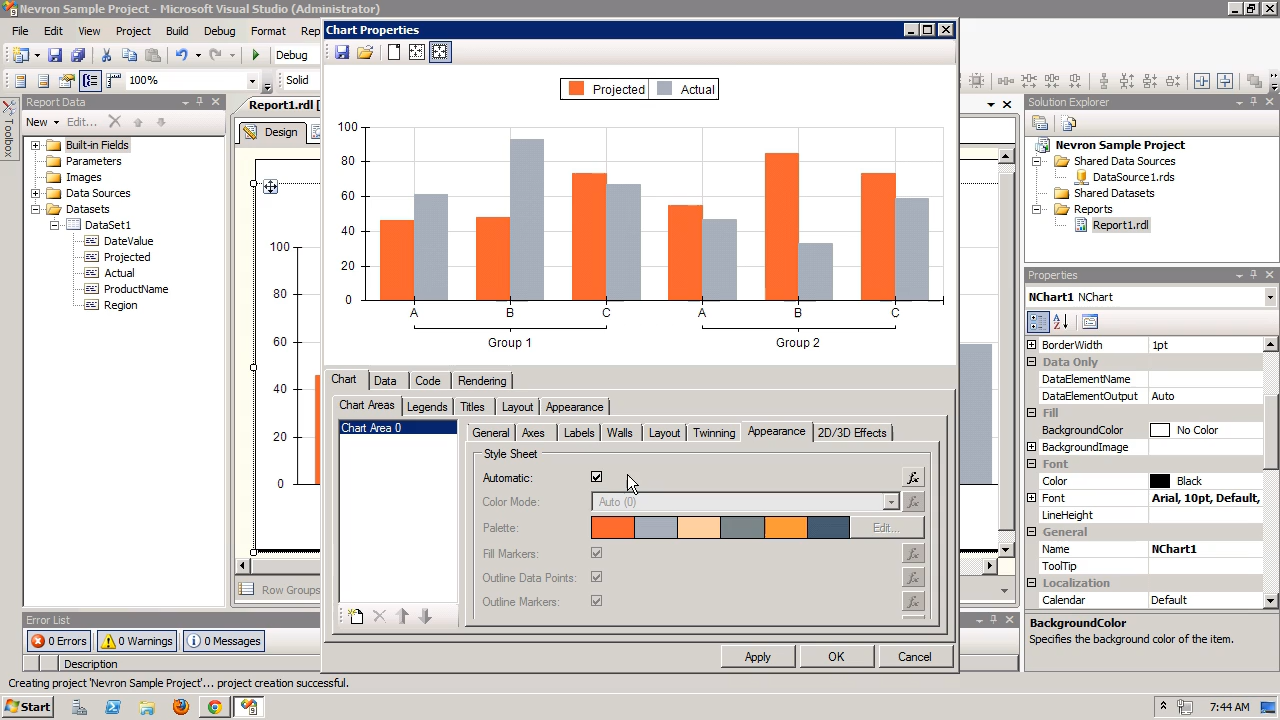 Nevron Sample Project - Microsoft Visual Studio (Administrator)
File Edit View Project Build Debug Format
Debug
100% Solid
Report Data
New Edit...
Built-in Fields
Parameters
Images
Data Sources
Datasets
DataSet1
DateValue
Projected
Actual
ProductName
Region
Toolbox
Report1.rdl
Design
100
80
60
40
20
0
Row Groups
Chart Properties
Projected Actual
100
80
60
40
20
0
A B C A B C
Group 1 Group 2
Chart Data Code Rendering
Chart Areas Legends Titles Layout Appearance
Chart Area 0
General Axes Labels Walls Layout Twinning Appearance 2D/3D Effects
Style Sheet
Automatic: fx
Color Mode: Auto (0) fx
Palette: Edit...
Fill Markers: fx
Outline Data Points: fx
Outline Markers: fx
Apply OK Cancel
Solution Explorer
Nevron Sample Project
Shared Data Sources
DataSource1.rds
Shared Datasets
Reports
Report1.rdl
Properties
NChart1 NChart
BorderWidth 1pt
Data Only
DataElementName
DataElementOutput Auto
Fill
BackgroundColor No Color
BackgroundImage
Font
Color Black
Font Arial, 10pt, Default,
LineHeight
General
Name NChart1
ToolTip
Localization
Calendar Default
BackgroundColor
Specifies the background color of the item.
Error List
0 Errors 0 Warnings 0 Messages
Description
Creating project 'Nevron Sample Project'... project creation successful.
Start 7:44 AM